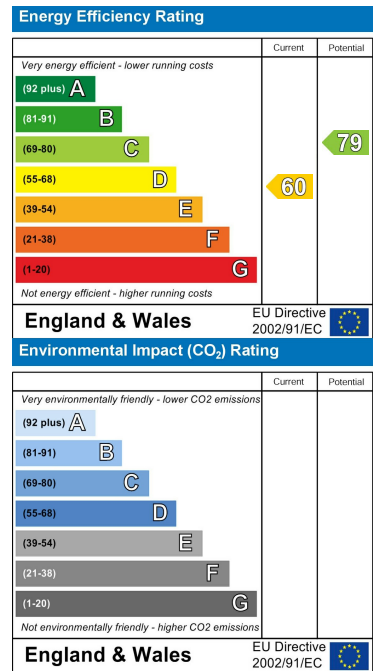 Energy Efficiency Rating
Current Potential
Very energy efficient - lower running costs
(92 plus) A
(81-91) B
(69-80) C
79
(55-68) D
60
(39-54) E
(21-38) F
(1-20) G
Not energy efficient - higher running costs
England & Wales
EU Directive
2002/91/EC
Environmental Impact (CO₂) Rating
Current Potential
Very environmentally friendly - lower CO2 emissions
(92 plus) A
(81-91) B
(69-80) C
(55-68) D
(39-54) E
(21-38) F
(1-20) G
Not environmentally friendly - higher CO2 emissions
England & Wales
EU Directive
2002/91/EC